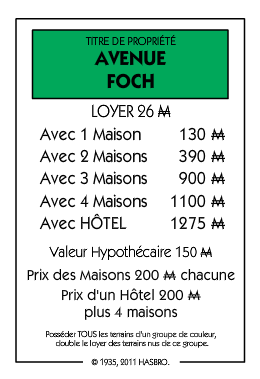 TITRE DE PROPRIÉTÉ
AVENUE
FOCH
LOYER 26 ₩
Avec 1 Maison 130 ₩
Avec 2 Maisons 390 ₩
Avec 3 Maisons 900 ₩
Avec 4 Maisons 1100 ₩
Avec HÔTEL 1275 ₩
Valeur Hypothécaire 150 ₩
Prix des Maisons 200 ₩ chacune
Prix d'un Hôtel 200 ₩
plus 4 maisons
Posséder TOUS les terrains d'un groupe de couleur,
double le loyer des terrains nus de ce groupe.
© 1935, 2011 HASBRO.